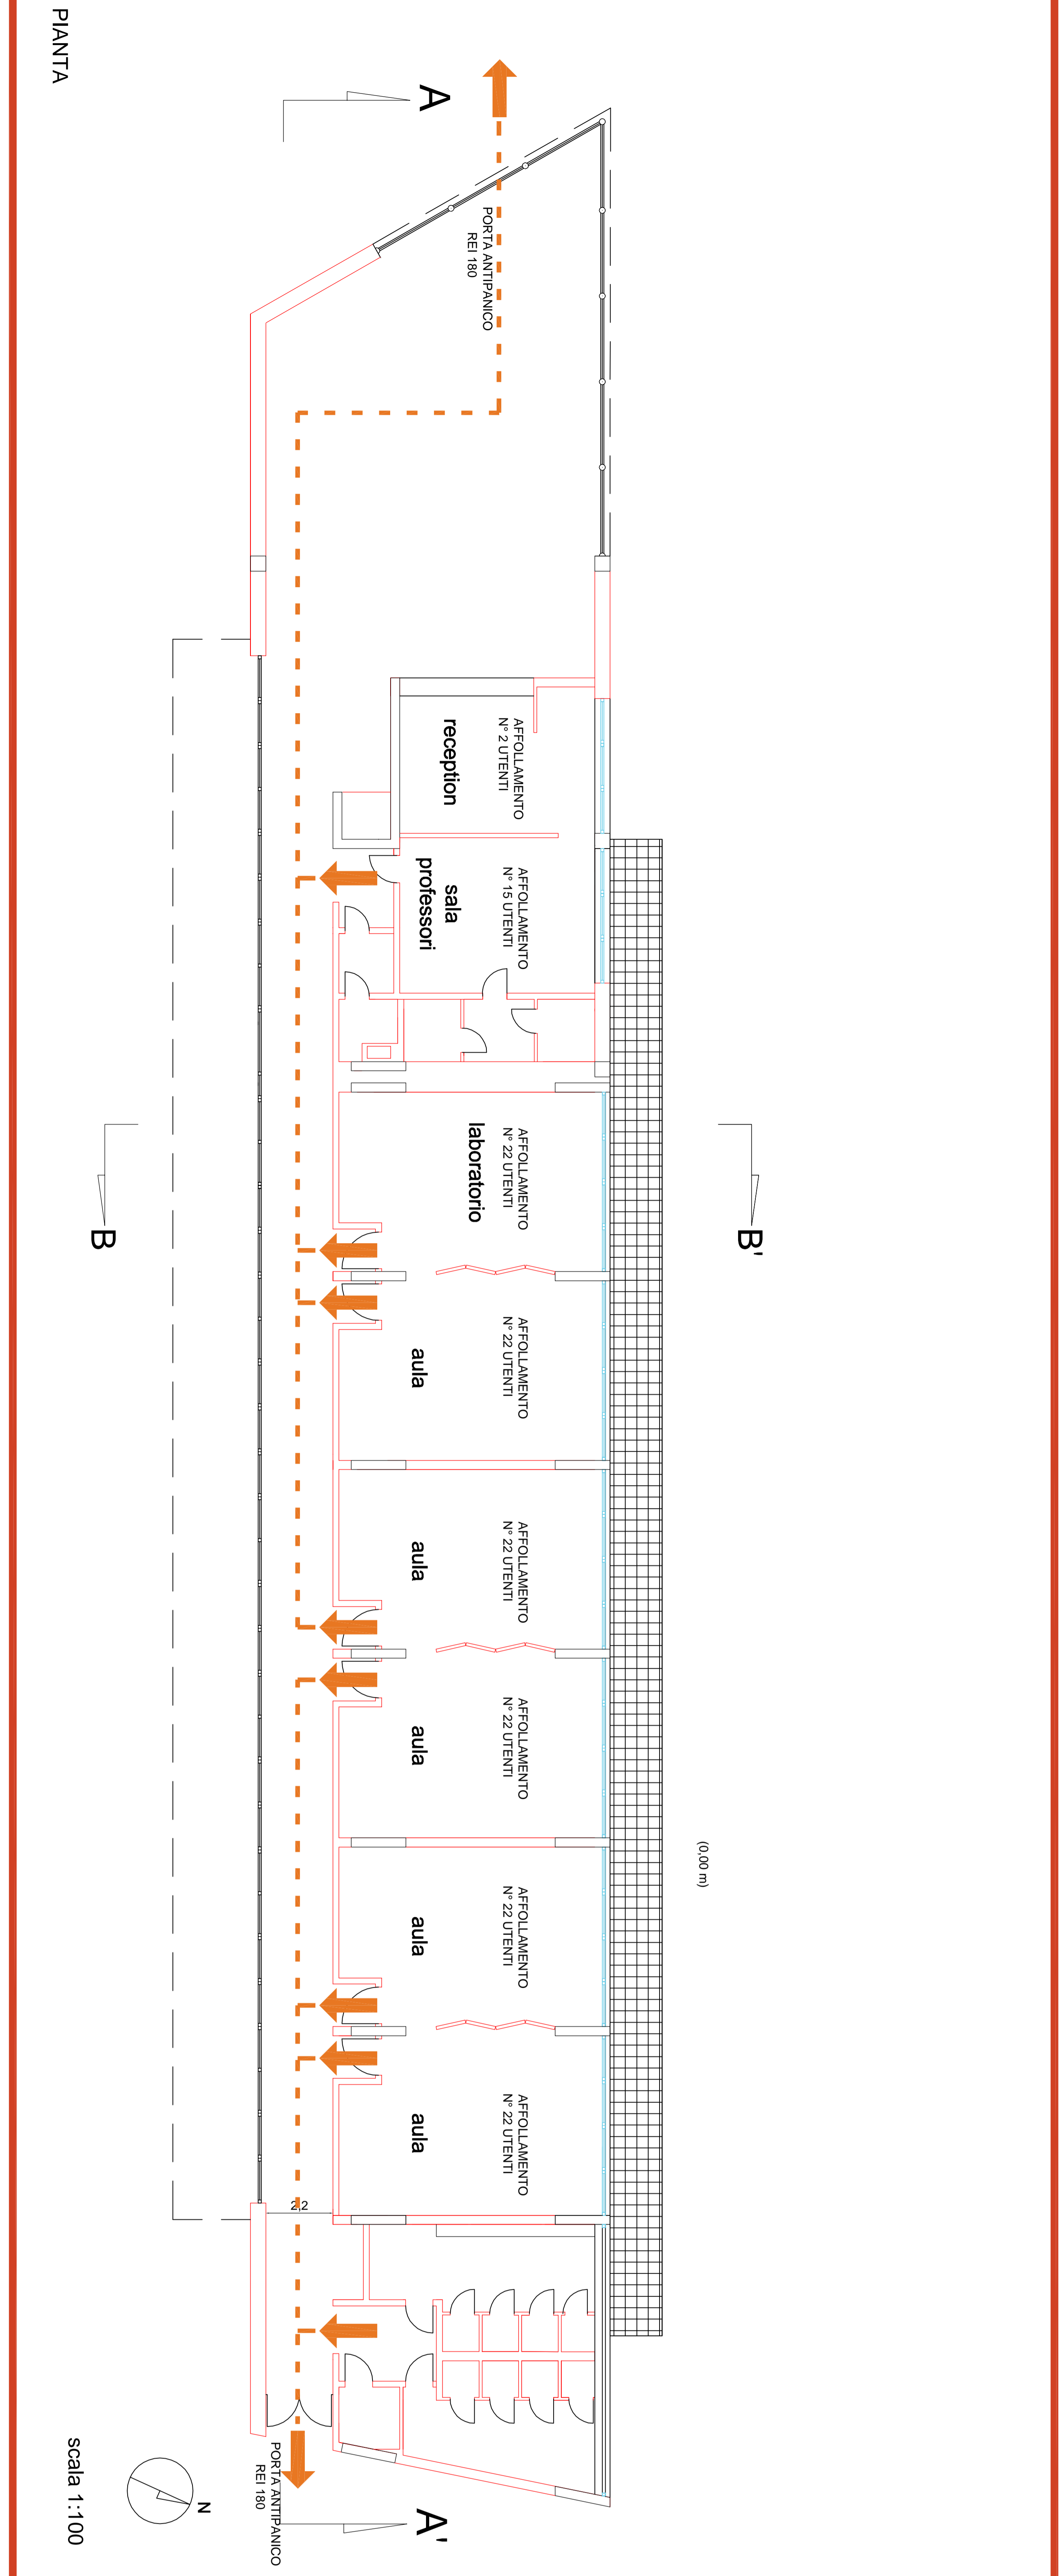 PIANTA
A
PORTA ANTIPANICO
REI 180
AFFOLLAMENTO
N° 2 UTENTI
reception
AFFOLLAMENTO
N° 15 UTENTI
sala
professori
B'
B
AFFOLLAMENTO
N° 22 UTENTI
laboratorio
AFFOLLAMENTO
N° 22 UTENTI
aula
AFFOLLAMENTO
N° 22 UTENTI
aula
AFFOLLAMENTO
N° 22 UTENTI
aula
(0,00 m)
AFFOLLAMENTO
N° 22 UTENTI
aula
AFFOLLAMENTO
N° 22 UTENTI
aula
2,2
PORTA ANTIPANICO
REI 180
A'
N
scala 1:100